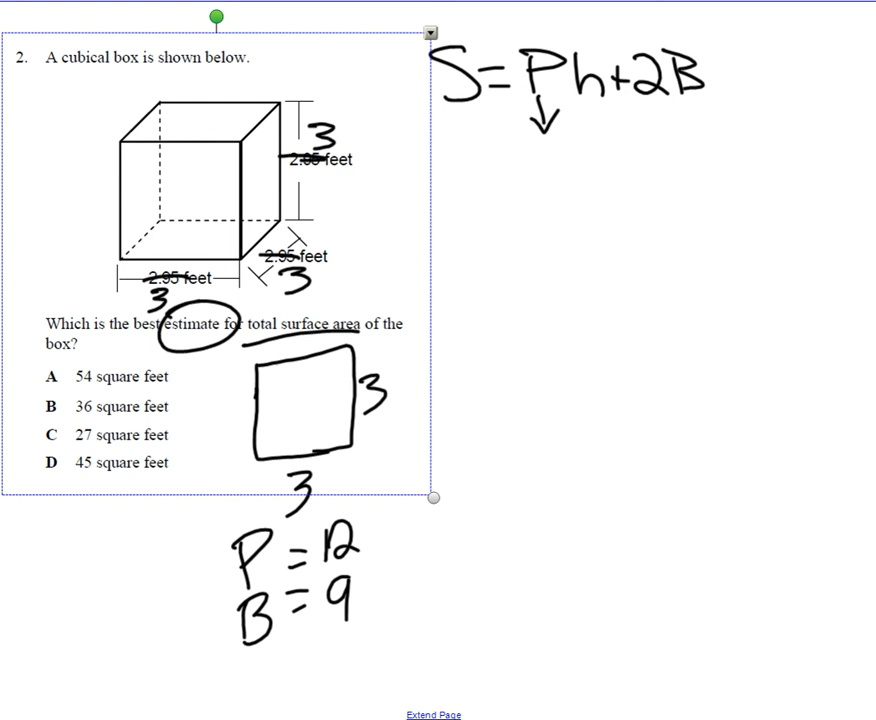 2. A cubical box is shown below.
S=Ph+2B
3
2.95 feet
2.95 feet
3
2.95 feet
3
Which is the best estimate for total surface area of the
box?
A 54 square feet
B 36 square feet
C 27 square feet
D 45 square feet
3
3
P=12
B=9
Extend Page